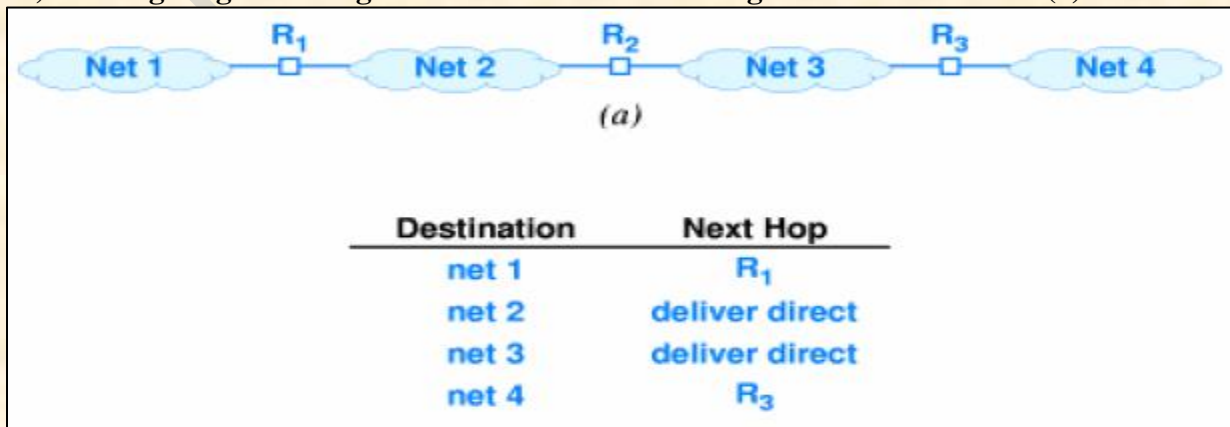 R1 R2 R3
Net 1 Net 2 Net 3 Net 4
(a)
Destination Next Hop
net 1 R1
net 2 deliver direct
net 3 deliver direct
net 4 R3